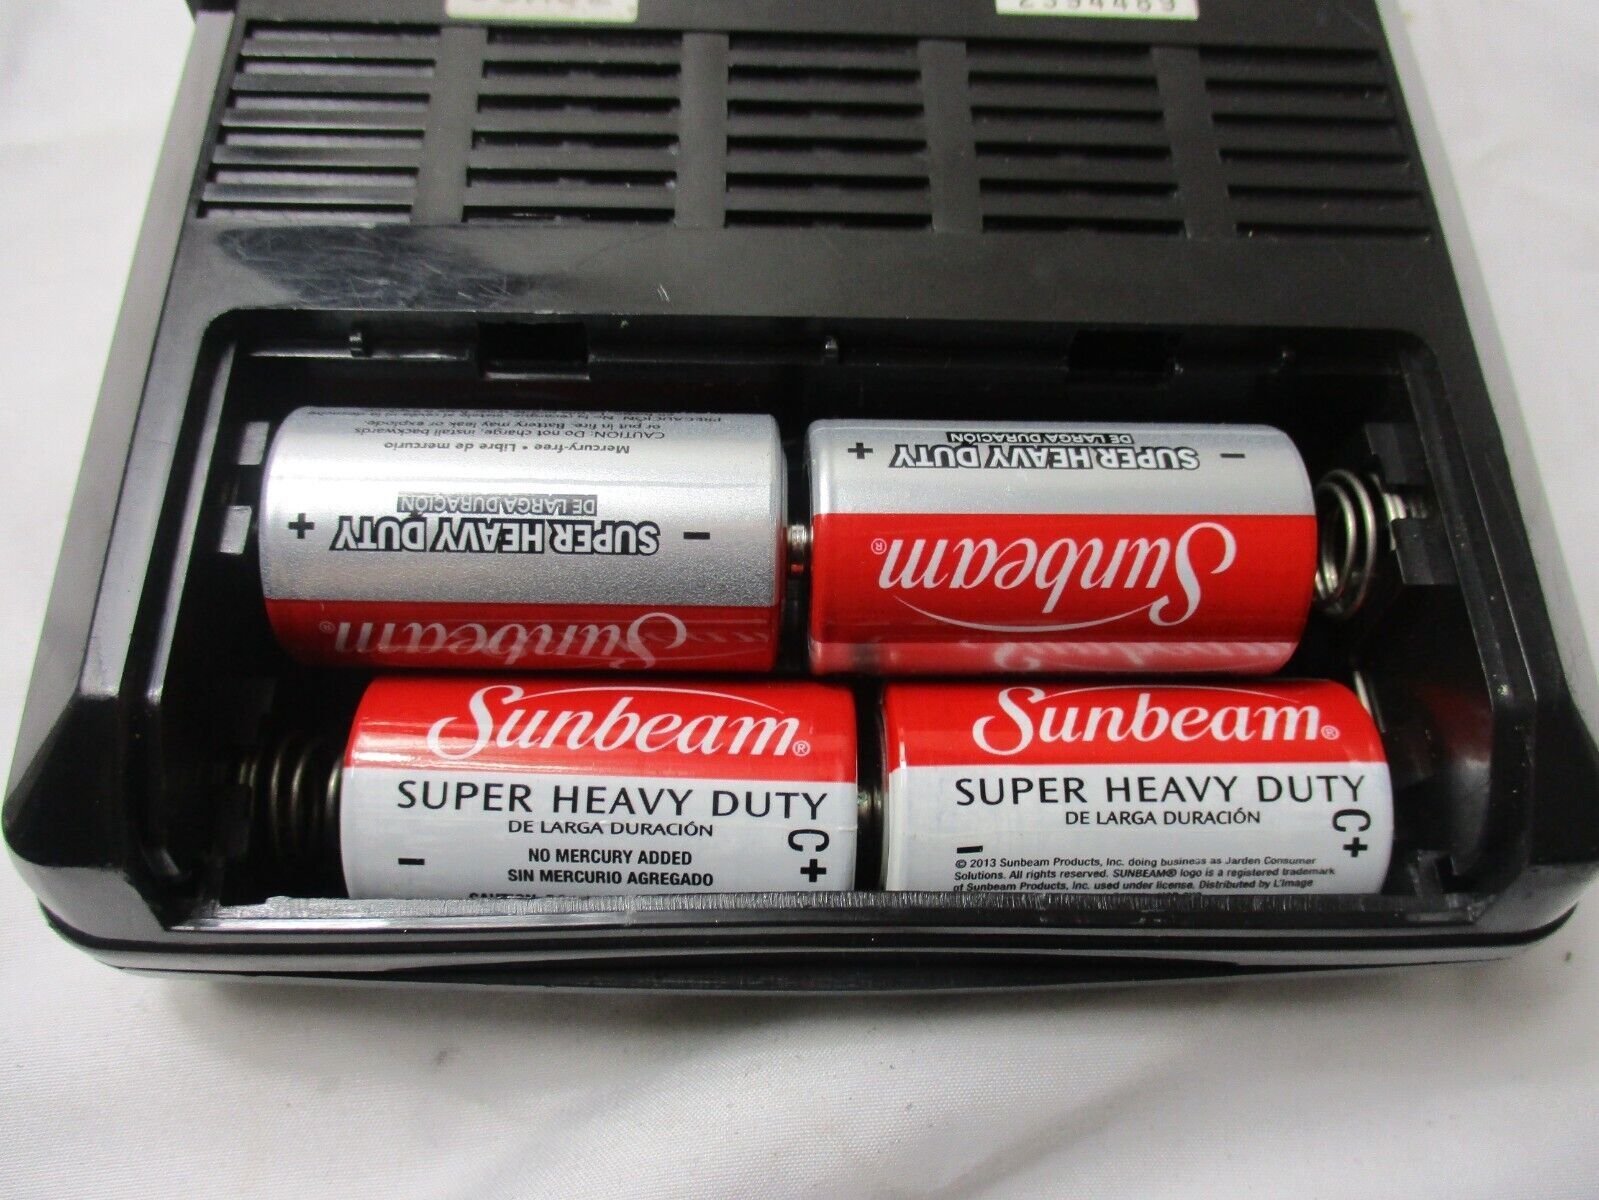 2394469
Mercury-free • Libre de mercurio
CAUTION: Do not charge, install backwards
or put in fire. Battery may leak or explode.
SUPER HEAVY DUTY
DE LARGA DURACIÓN
+ -
Sunbeam®
SUPER HEAVY DUTY
DE LARGA DURACIÓN
+ -
Sunbeam®
Sunbeam®
SUPER HEAVY DUTY
DE LARGA DURACIÓN
C+
-
NO MERCURY ADDED
SIN MERCURIO AGREGADO
Sunbeam®
SUPER HEAVY DUTY
DE LARGA DURACIÓN
C+
-
© 2013 Sunbeam Products, Inc. doing business as Jarden Consumer
Solutions. All rights reserved. SUNBEAM® logo is a registered trademark
of Sunbeam Products, Inc. used under license. Distributed by L'Image